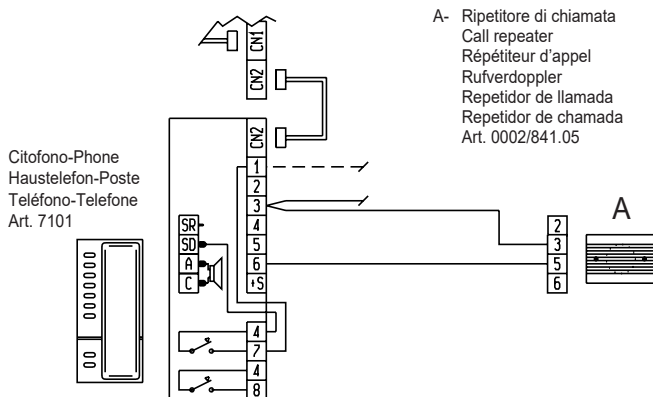 A- Ripetitore di chiamata
Call repeater
Répétiteur d'appel
Rufverdoppler
Repetidor de llamada
Repetidor de chamada
Art. 0002/841.05
CN1
CN2
CN2
Citofono-Phone
Haustelefon-Poste
Teléfono-Telefone
Art. 7101
1
2
3
4
5
6
+S
SR
SD
A
C
4
7
4
8
2
3
5
6
A